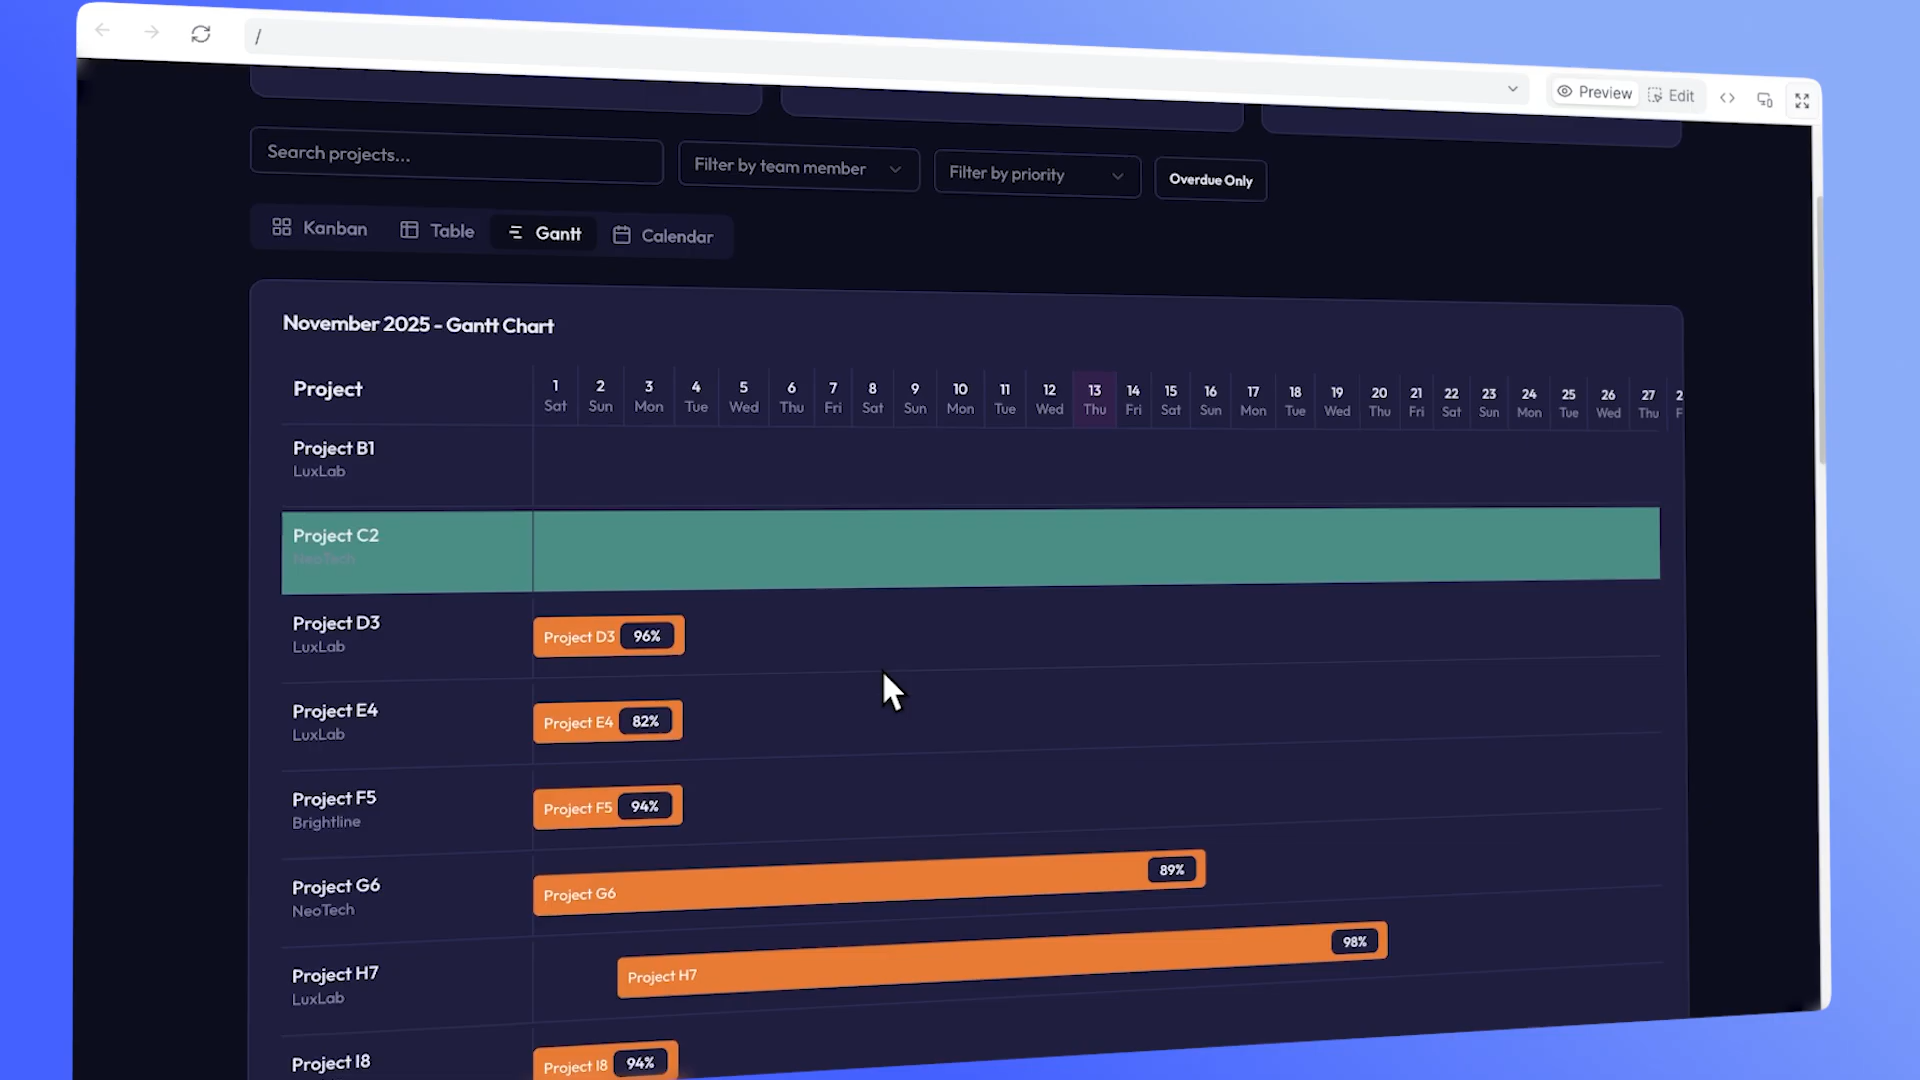 /
Preview
Edit
Search projects...
Filter by team member
Filter by priority
Overdue Only
Kanban
Table
Gantt
Calendar
November 2025 - Gantt Chart
Project
1 2 3 4 5 6 7 8 9 10 11 12 13 14 15 16 17 18 19 20 21 22 23 24 25 26 27
Sat Sun Mon Tue Wed Thu Fri Sat Sun Mon Tue Wed Thu Fri Sat Sun Mon Tue Wed Thu Fri Sat Sun Mon Tue Wed Thu
Project B1
LuxLab
Project C2
NeoTech
Project D3
LuxLab
Project D3 96%
Project E4
LuxLab
Project E4 82%
Project F5
Brightline
Project F5 94%
Project G6
NeoTech
Project G6 89%
Project H7
LuxLab
Project H7 98%
Project I8
Project I8 94%